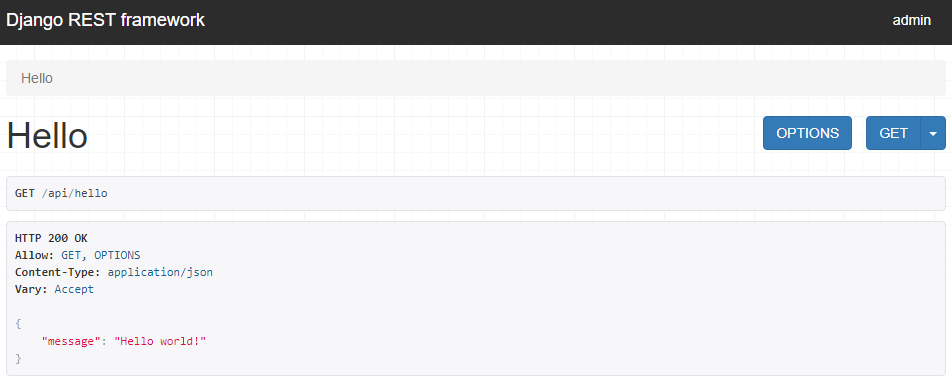 Django REST framework admin
Hello
Hello OPTIONS GET
GET /api/hello
HTTP 200 OK
Allow: GET, OPTIONS
Content-Type: application/json
Vary: Accept
{
    "message": "Hello world!"
}